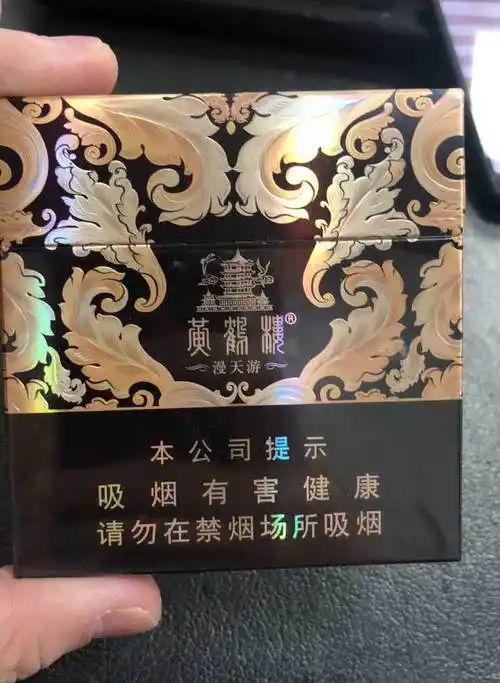 黄鹤楼®
漫天游
本公司提示
吸烟有害健康
请勿在禁烟场所吸烟